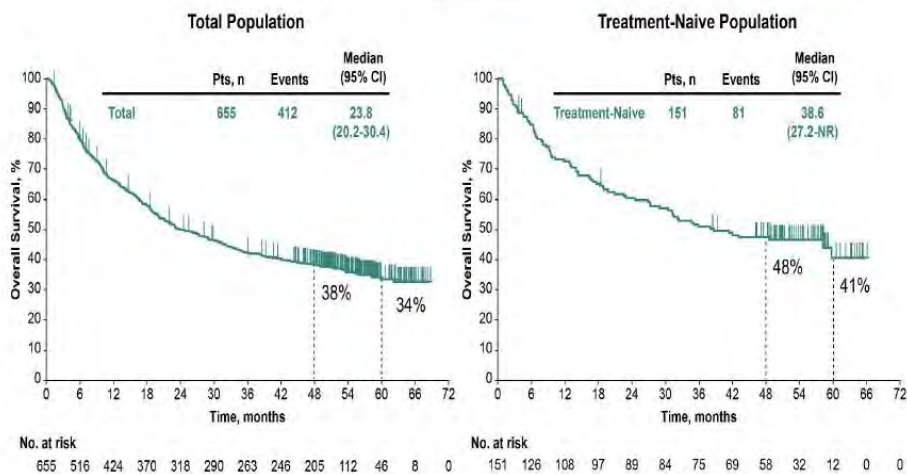 Total Population
Median
Pts, n Events (95% CI)
Total 655 412 23.8
(20.2-30.4)
Overall Survival, %
100
90
80
70
60
50
40
30
20
10
0
38%
34%
0 6 12 18 24 30 36 42 48 54 60 66 72
Time, months
No. at risk
655 516 424 370 318 290 263 246 205 112 46 8 0
Treatment-Naive Population
Median
Pts, n Events (95% CI)
Treatment-Naive 151 81 38.6
(27.2-NR)
Overall Survival, %
100
90
80
70
60
50
40
30
20
10
0
48%
41%
0 6 12 18 24 30 36 42 48 54 60 66 72
Time, months
No. at risk
151 126 108 97 89 84 75 69 58 32 12 0 0